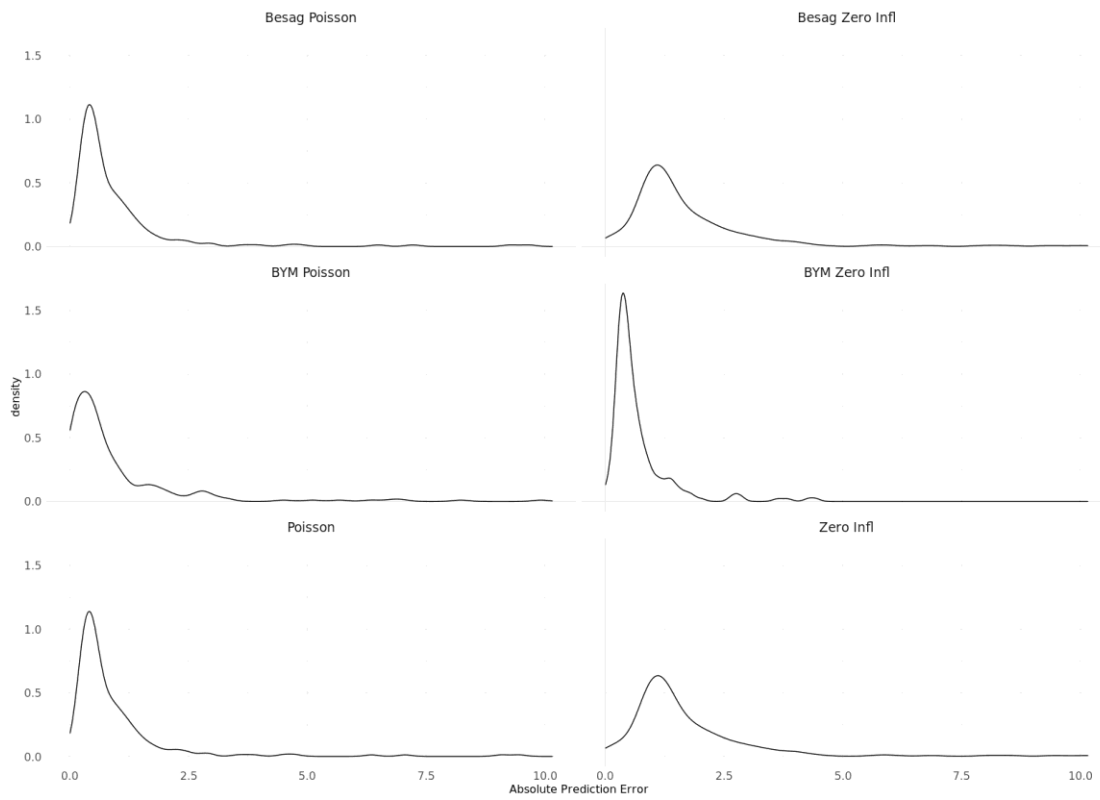 Besag Poisson
Besag Zero Infl
1.5
1.0
0.5
0.0
BYM Poisson
BYM Zero Infl
1.5
1.0
0.5
0.0
density
Poisson
Zero Infl
1.5
1.0
0.5
0.0
0.0 2.5 5.0 7.5 10.0
0.0 2.5 5.0 7.5 10.0
Absolute Prediction Error